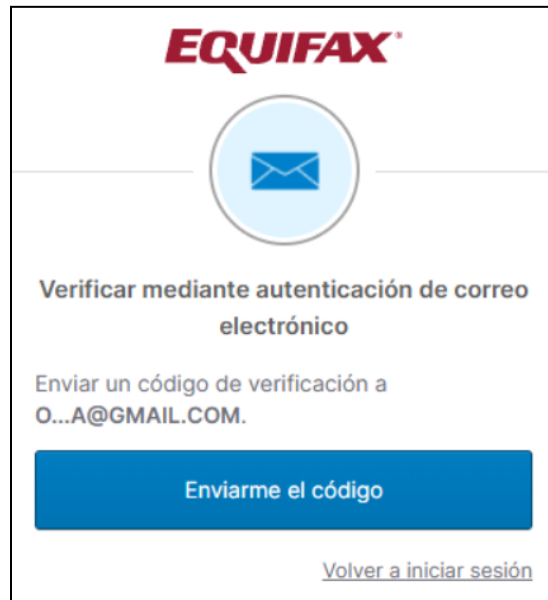 EQUIFAX®
Verificar mediante autenticación de correo
electrónico
Enviar un código de verificación a
O...A@GMAIL.COM.
Enviarme el código
Volver a iniciar sesión